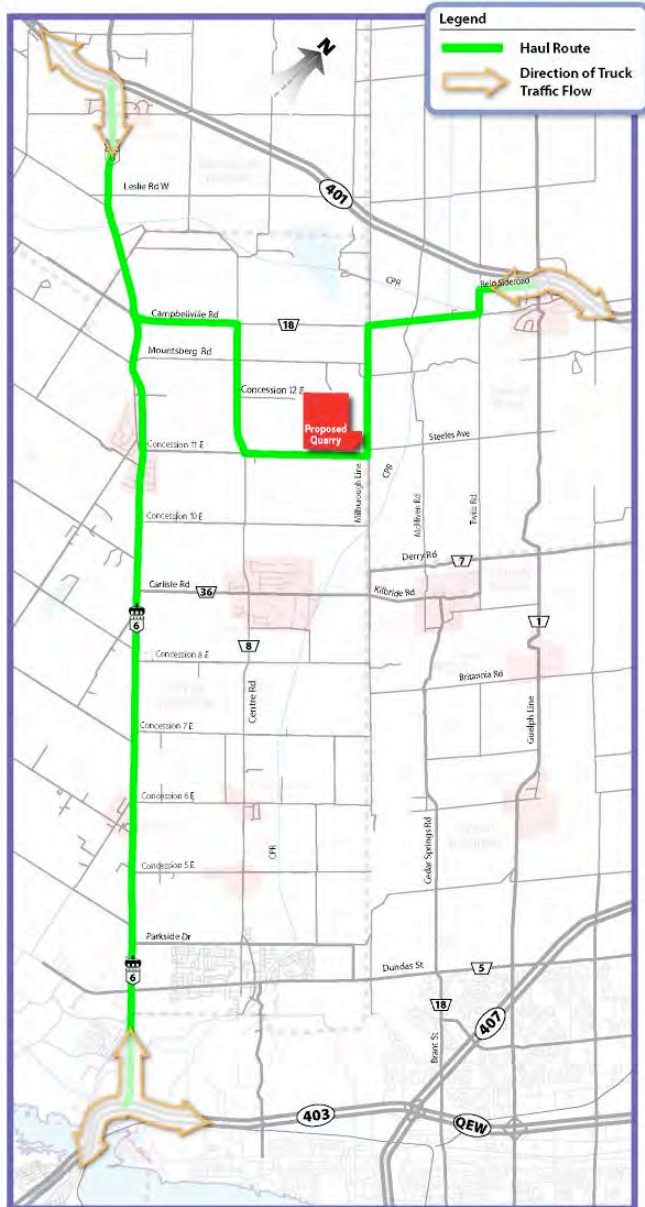 Legend
Haul Route
Direction of Truck
Traffic Flow
N
Leslie Rd W
401
CPR
Reid Sideroad
Campbellville Rd
18
Mountsberg Rd
Concession 12 E
Proposed
Quarry
Concession 11 E
Steeles Ave
Milburough Line
CPR
McNiven Rd
Twiss Rd
Concession 10 E
Derry Rd
7
Carlisle Rd
36
Kilbride Rd
6
8
1
Concession 8 E
Britannia Rd
Centre Rd
Guelph Line
Concession 7 E
Concession 6 E
Cedar Springs Rd
CPR
Concession 5 E
Parkside Dr
Dundas St
5
6
18
407
Brant St
403
QEW